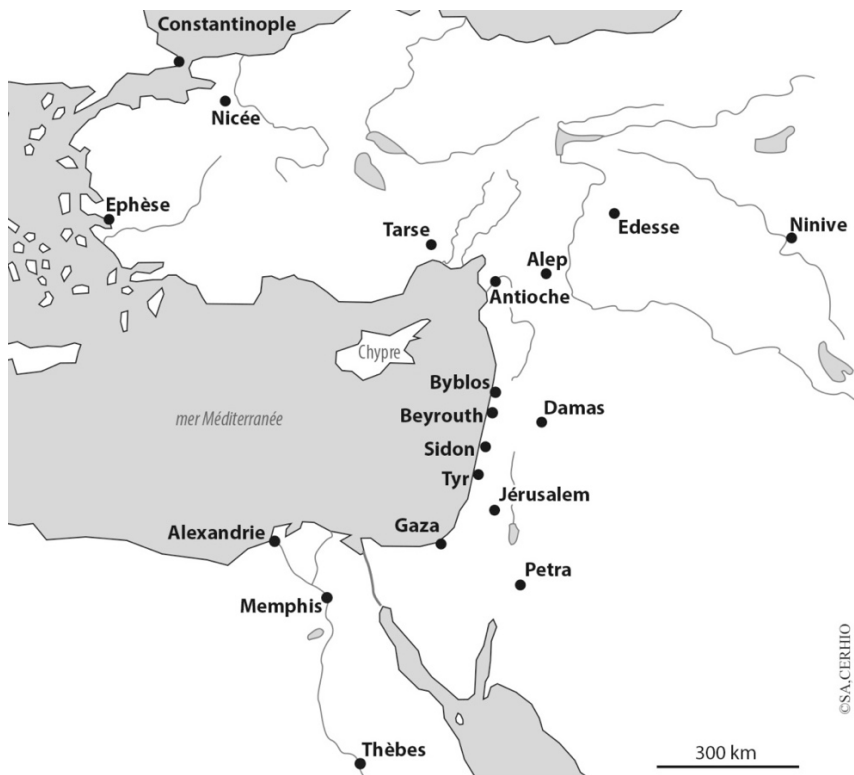 Constantinople
Nicée
Ephèse
Tarse
Edesse
Ninive
Alep
Antioche
Chypre
Byblos
mer Méditerranée
Beyrouth
Damas
Sidon
Tyr
Jérusalem
Gaza
Alexandrie
Petra
Memphis
©SA,CERHIO
Thèbes
300 km